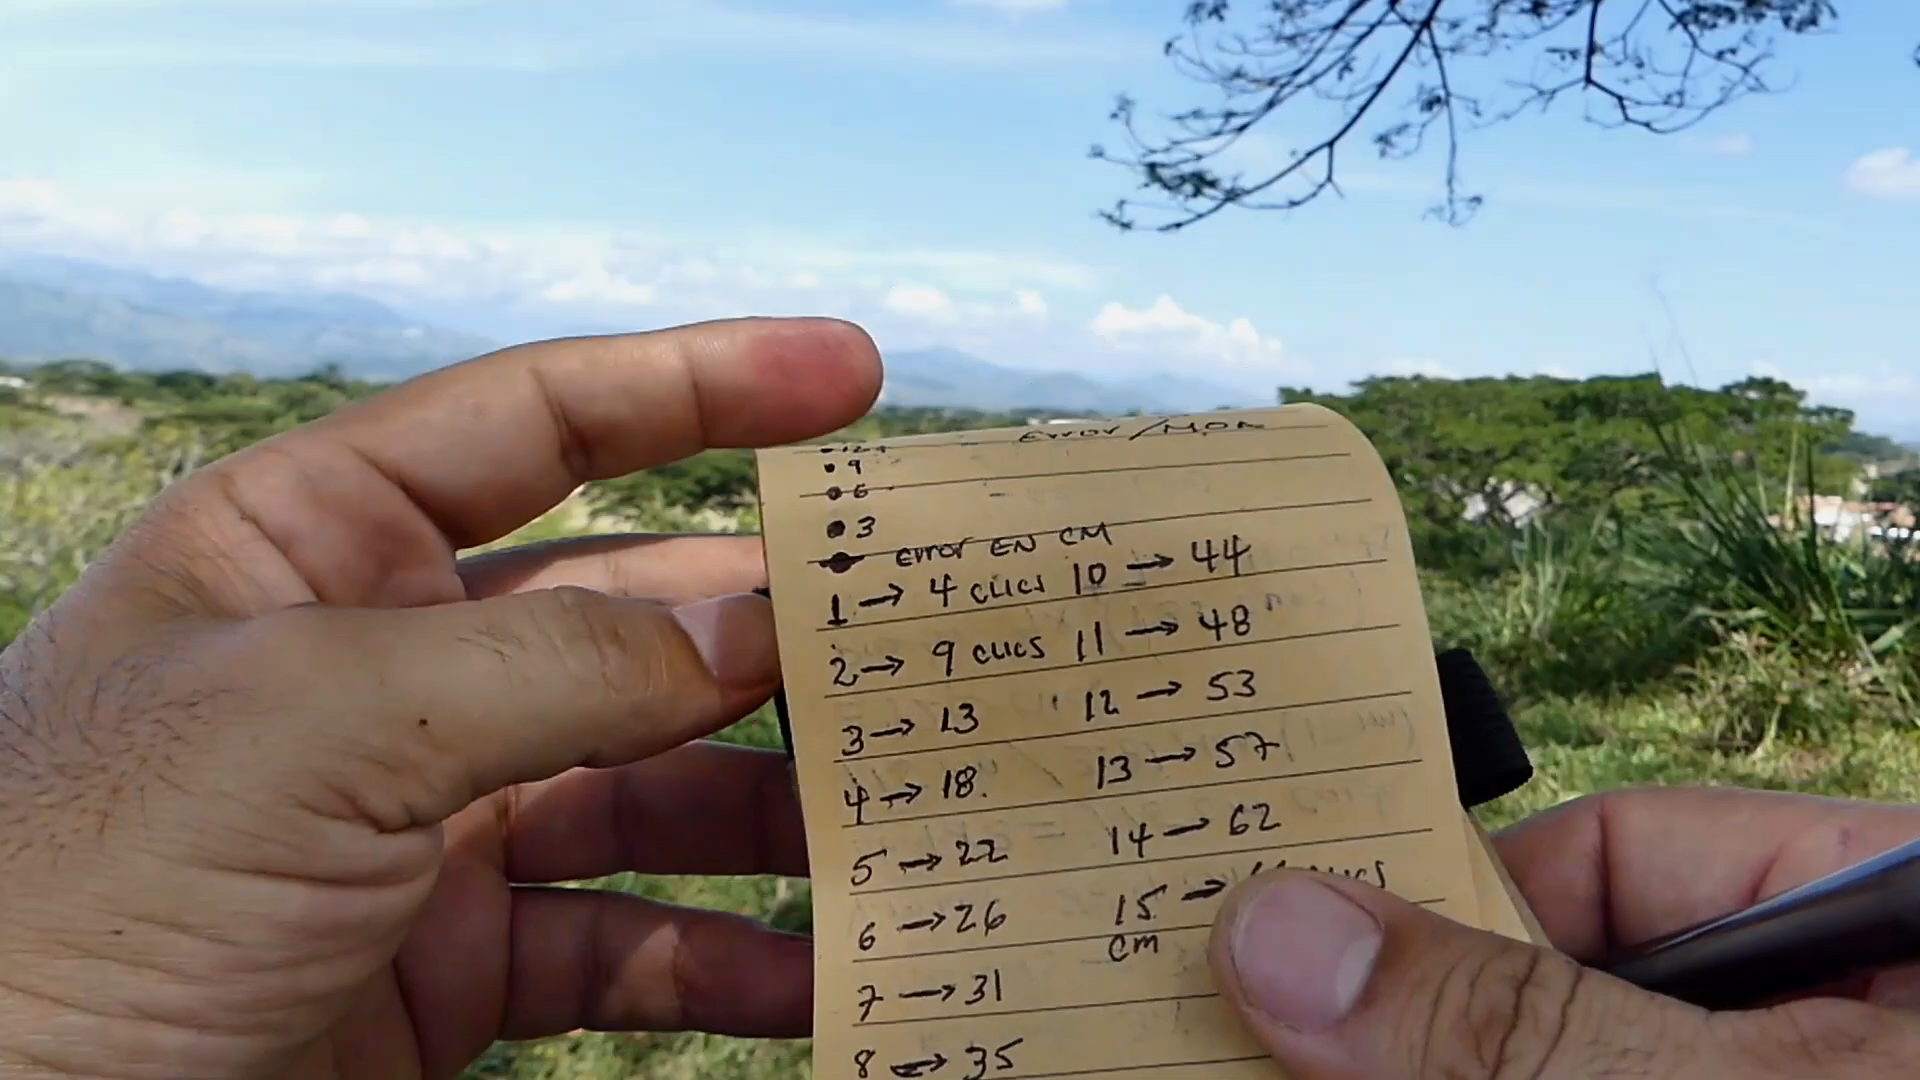 Error/MOA
9
6
3
Error EN CM
1 → 4 clics 10 → 44
2 → 9 clics 11 → 48
3 → 13 12 → 53
4 → 18. 13 → 57
5 → 22 14 → 62
6 → 26 15 →
cm
7 → 31
8 → 35